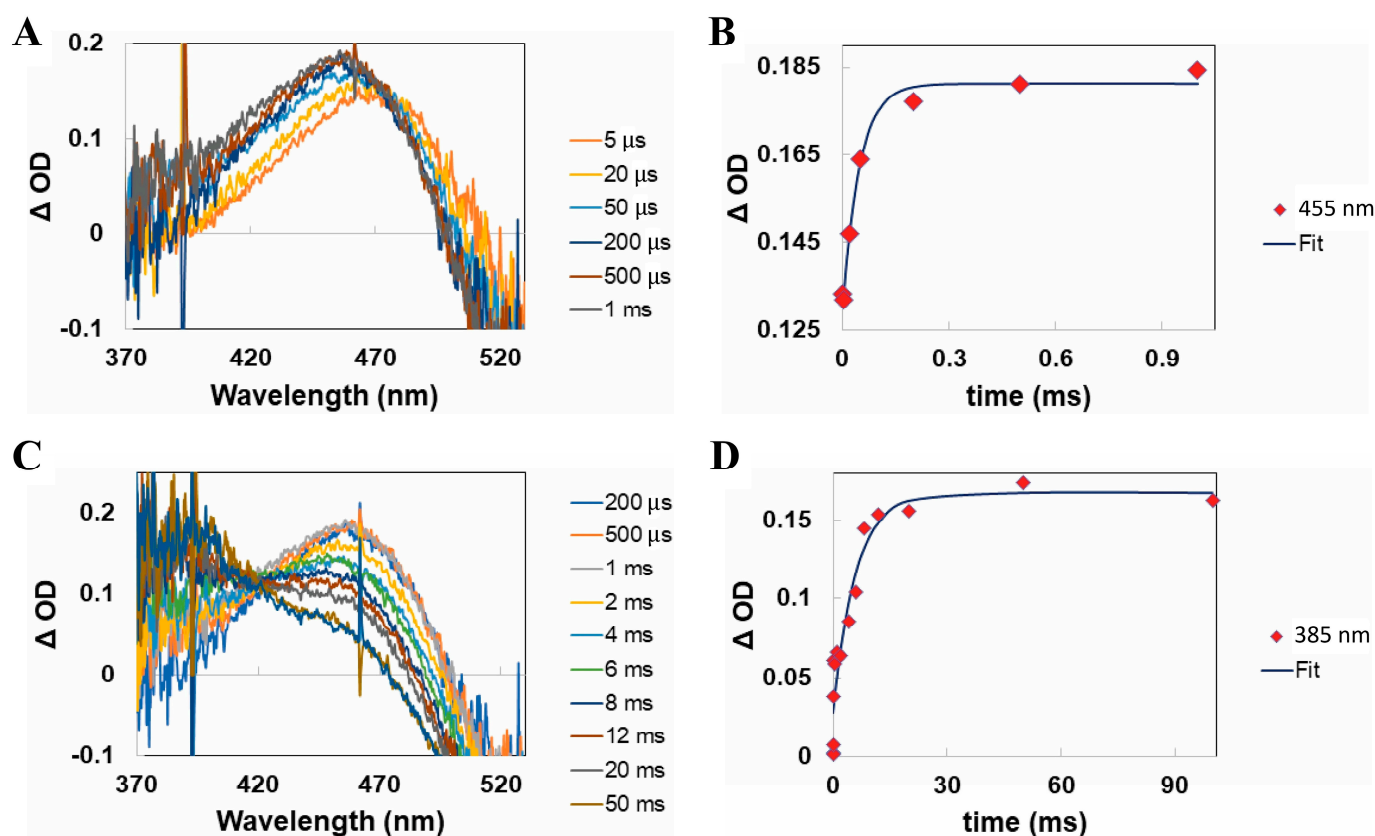 A
Δ OD
0.2
0.1
0
-0.1
370
420
470
520
Wavelength (nm)
5 µs
20 µs
50 µs
200 µs
500 µs
1 ms
B
Δ OD
0.185
0.165
0.145
0.125
0
0.3
0.6
0.9
time (ms)
455 nm
Fit
C
Δ OD
0.2
0.1
0
-0.1
370
420
470
520
Wavelength (nm)
200 µs
500 µs
1 ms
2 ms
4 ms
6 ms
8 ms
12 ms
20 ms
50 ms
D
Δ OD
0.15
0.1
0.05
0
0
30
60
90
time (ms)
385 nm
Fit